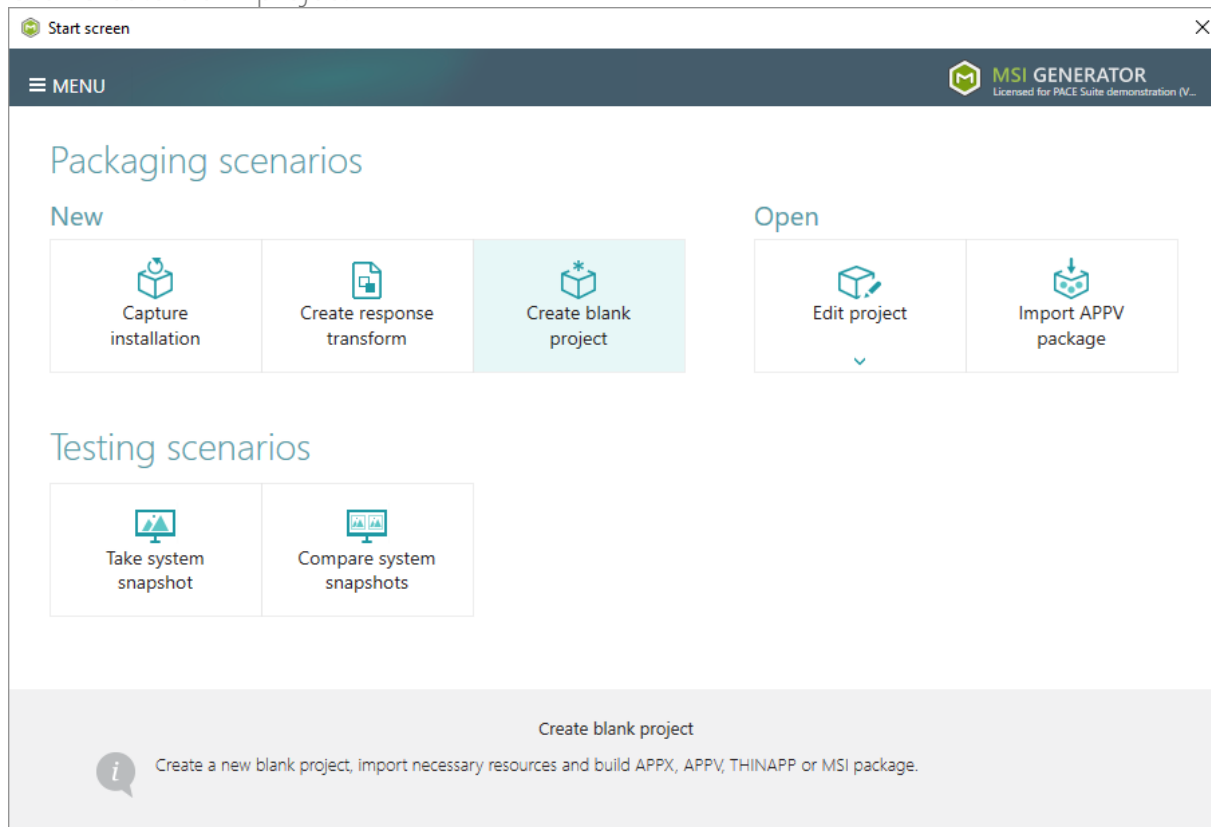 Start screen
MENU
MSI GENERATOR
Licensed for PACE Suite demonstration (V...
Packaging scenarios
New
Open
Capture
installation
Create response
transform
Create blank
project
Edit project
Import APPV
package
Testing scenarios
Take system
snapshot
Compare system
snapshots
Create blank project
Create a new blank project, import necessary resources and build APPX, APPV, THINAPP or MSI package.